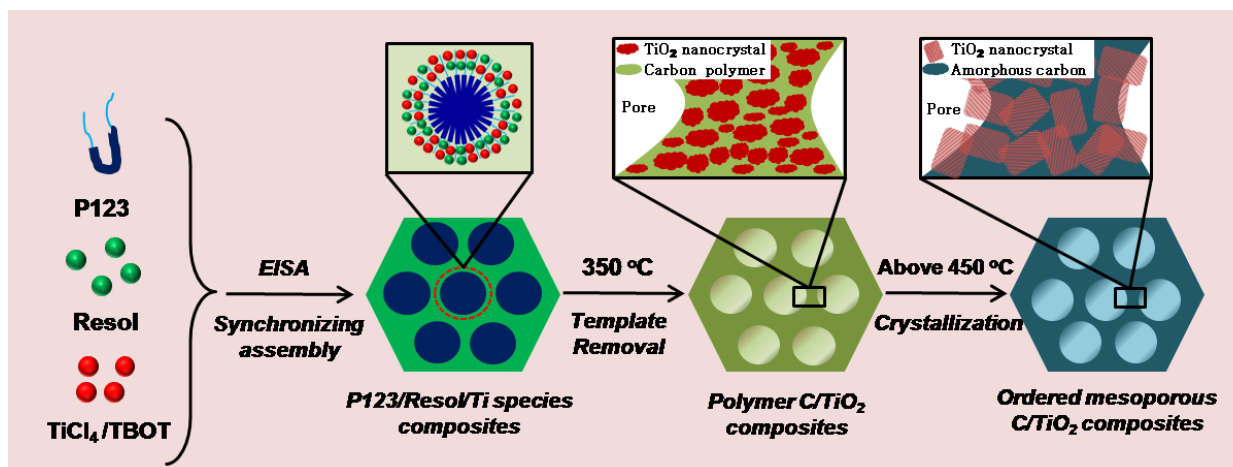 P123
Resol
TiCl₄/TBOT
EISA
Synchronizing
assembly
P123/Resol/Ti species
composites
350 °C
Template
Removal
TiO₂ nanocrystal
Carbon polymer
Pore
Polymer C/TiO₂
composites
Above 450 °C
Crystallization
TiO₂ nanocrystal
Amorphous carbon
Pore
Ordered mesoporous
C/TiO₂ composites